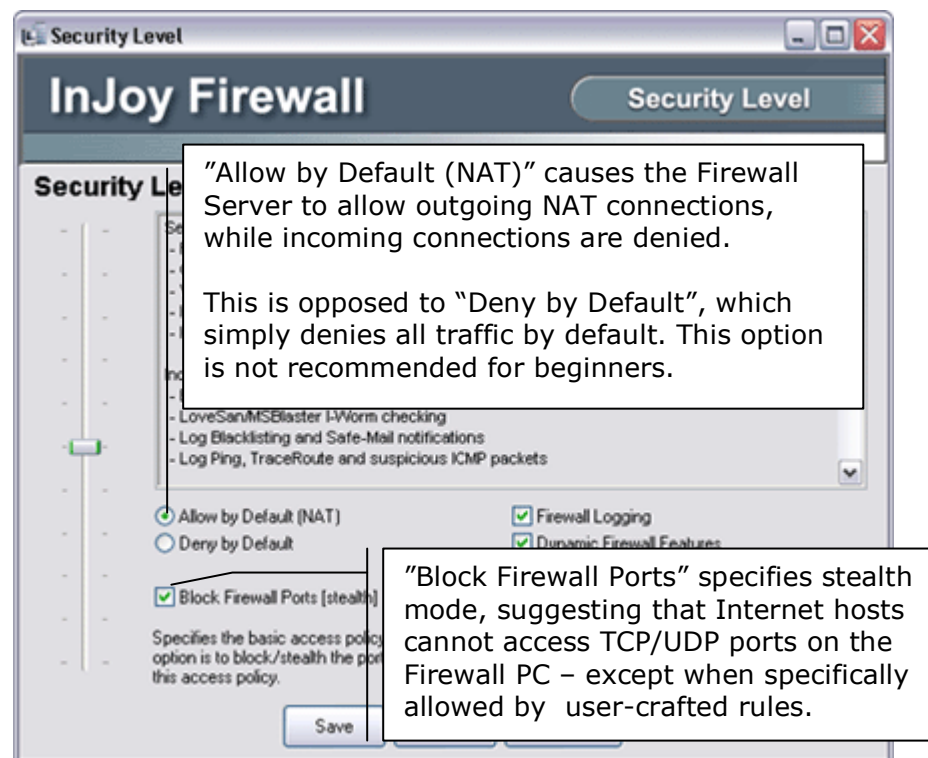 Security Level
InJoy Firewall
Security Level
Security Le
”Allow by Default (NAT)” causes the Firewall
Server to allow outgoing NAT connections,
while incoming connections are denied.
This is opposed to “Deny by Default”, which
simply denies all traffic by default. This option
is not recommended for beginners.
- LoveSan/MSBlaster I-Worm checking
- Log Blacklisting and Safe-Mail notifications
- Log Ping, TraceRoute and suspicious ICMP packets
Allow by Default (NAT)
Firewall Logging
Deny by Default
Dynamic Firewall Features
”Block Firewall Ports” specifies stealth
mode, suggesting that Internet hosts
cannot access TCP/UDP ports on the
Firewall PC – except when specifically
allowed by user-crafted rules.
Block Firewall Ports [stealth]
Specifies the basic access policy
option is to block/stealth the port
this access policy.
Save